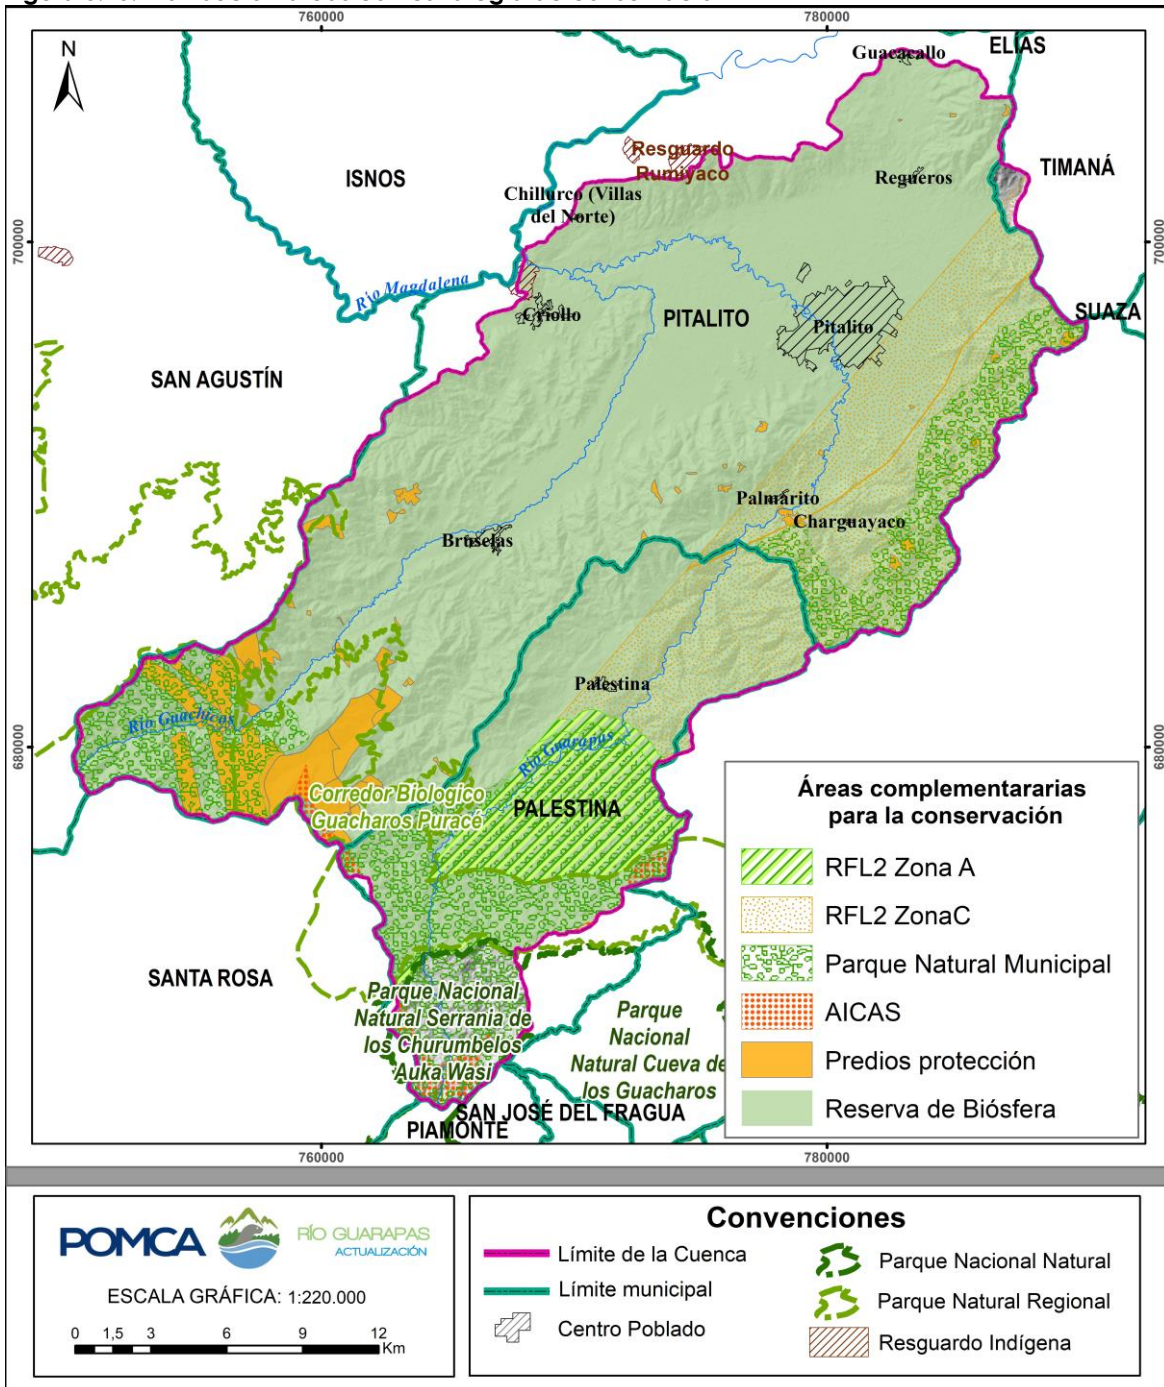 760000
780000
N
Guacacallo
ELÍAS
Resguardo
Rumiyaco
TIMANÁ
ISNOS
Regueros
Chillurco (Villas
del Norte)
700000
700000
Río Magdalena
Criollo
PITALITO
Pitalito
SUAZA
SAN AGUSTÍN
Palmarito
Charguayaco
Bruselas
Palestina
Río Guachicos
Río Guarapas
680000
680000
Corredor Biologico
Guacharos Puracé
PALESTINA
Áreas complementararias
para la conservación
RFL2 Zona A
RFL2 ZonaC
Parque Natural Municipal
AICAS
Predios protección
Reserva de Biósfera
SANTA ROSA
Parque Nacional
Natural Serrania de
los Churumbelos
Auka Wasi
Parque
Nacional
Natural Cueva de
los Guacharos
SAN JOSÉ DEL FRAGUA
PIAMONTE
760000
780000
POMCA
RÍO GUARAPAS
ACTUALIZACIÓN
ESCALA GRÁFICA: 1:220.000
0 1,5 3 6 9 12
Km
Convenciones
Límite de la Cuenca
Límite municipal
Centro Poblado
Parque Nacional Natural
Parque Natural Regional
Resguardo Indígena